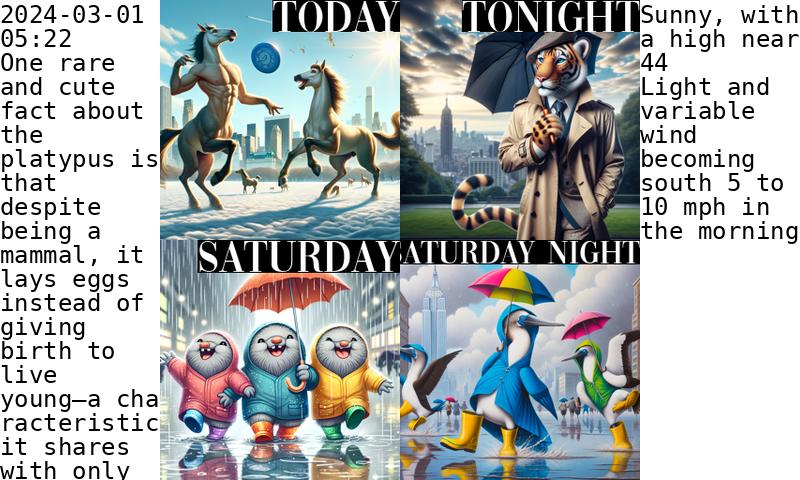 2024-03-01
05:22
One rare
and cute
fact about
the
platypus is
that
despite
being a
mammal, it
lays eggs
instead of
giving
birth to
live
young—a cha
racteristic
it shares
with only
TODAY
TONIGHT
SATURDAY
ATURDAY NIGHT
Sunny, with
a high near
44
Light and
variable
wind
becoming
south 5 to
10 mph in
the morning